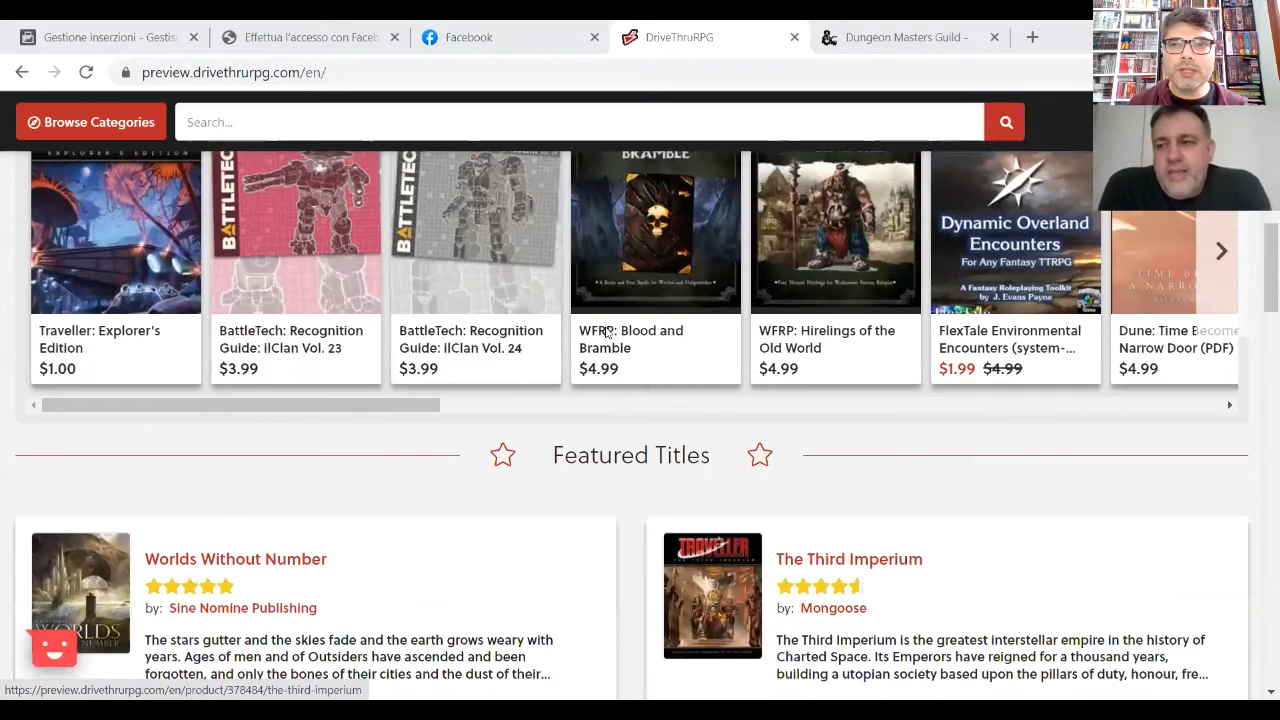 Gestione inserzioni - Gestis
Effettua l'accesso con Faceb
Facebook
DriveThruRPG
Dungeon Masters Guild -
preview.drivethrurpg.com/en/
Browse Categories
Search...
EXPLORER'S EDITION
BATTLETEC
BATTLETEC
BRAMBLE
Dynamic Overland
Encounters
For Any Fantasy TTRPG
A Fantasy Roleplaying Toolkit
by J. Evans Payne
TIME BE
A NARROW
Traveller: Explorer's
Edition
$1.00
BattleTech: Recognition
Guide: ilClan Vol. 23
$3.99
BattleTech: Recognition
Guide: ilClan Vol. 24
$3.99
WFRP: Blood and
Bramble
$4.99
WFRP: Hirelings of the
Old World
$4.99
FlexTale Environmental
Encounters (system-...
$1.99 $4.99
Dune: Time Become
Narrow Door (PDF)
$4.99
Featured Titles
WORLDS
NUMBER
Worlds Without Number
by: Sine Nomine Publishing
The stars gutter and the skies fade and the earth grows weary with
years. Ages of men and of Outsiders have ascended and been
forgotten, and only the bones of their cities and the dust of their...
TRAVELLER
The Third Imperium
by: Mongoose
The Third Imperium is the greatest interstellar empire in the history of
Charted Space. Its Emperors have reigned for a thousand years,
building a utopian society based upon the pillars of duty, honour, fre...
https://preview.drivethrurpg.com/en/product/370484/the-third-imperium